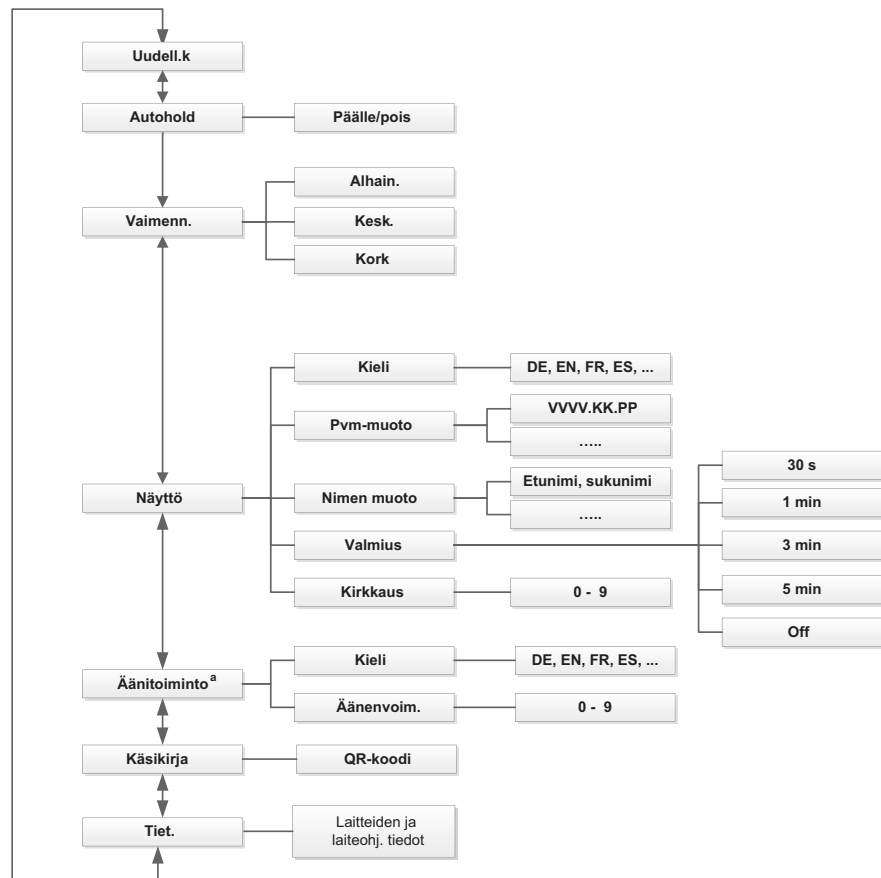 Uudell.k
Autohold
Päälle/pois
Alhain.
Vaimenn.
Kesk.
Kork
Kieli
DE, EN, FR, ES, ...
Pvm-muoto
VVVV.KK.PP
.....
Näyttö
Nimen muoto
Etunimi, sukunimi
.....
Valmius
30 s
1 min
3 min
5 min
Off
Kirkkaus
0 - 9
Äänitoiminto a
Kieli
DE, EN, FR, ES, ...
Äänenvoim.
0 - 9
Käsikirja
QR-koodi
Tiet.
Laitteiden ja
laiteohj. tiedot